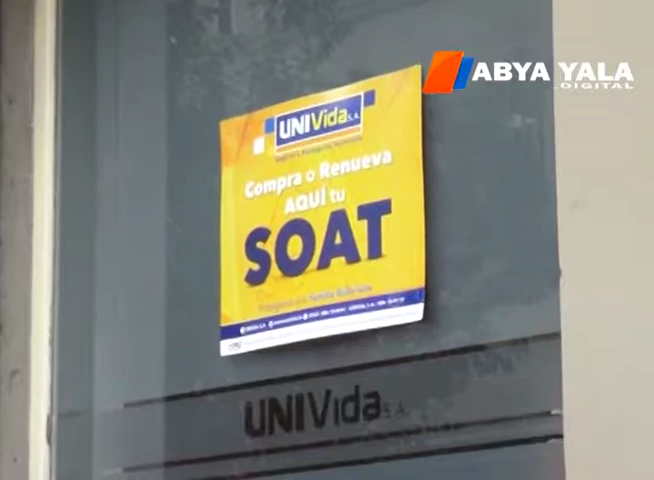 ABYA YALA
.DIGITAL
UNIVida S.A.
Compra o Renueva
AQUÍ tu
SOAT
UNIVida S.A.